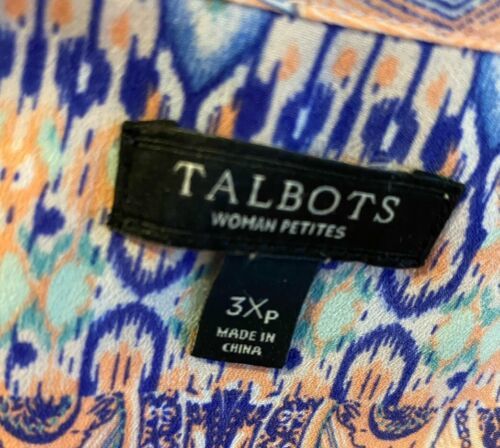 TALBOTS
WOMAN PETITES
3XP
MADE IN
CHINA